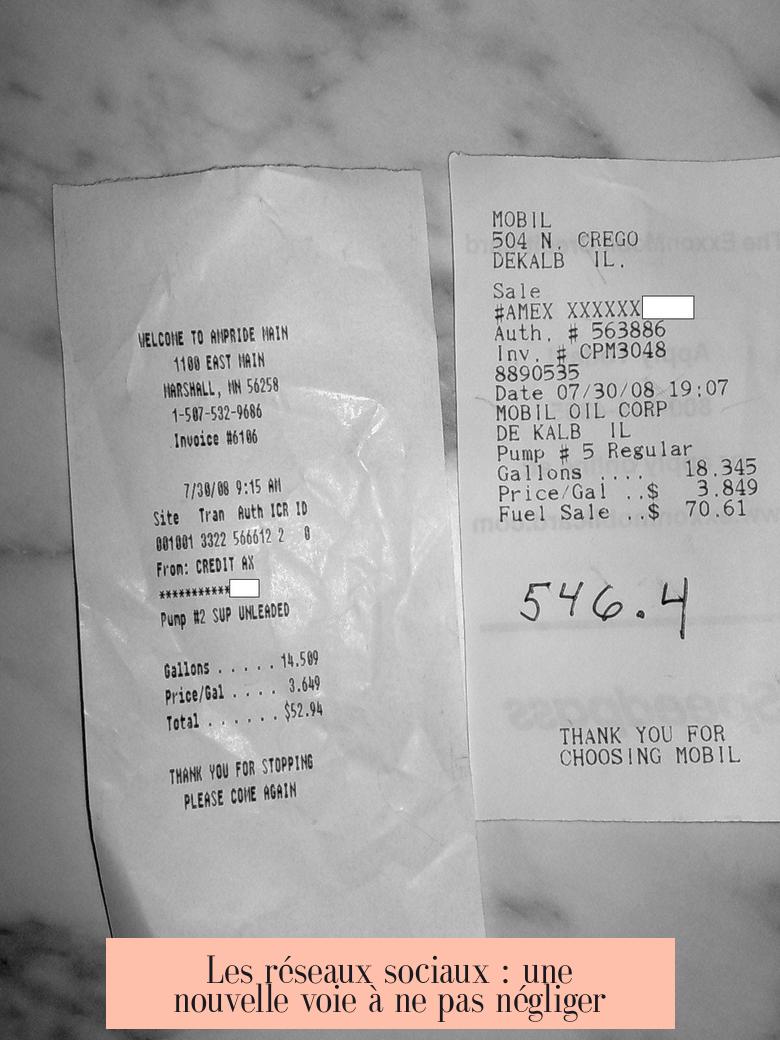 WELCOME TO AMPRIDE MAIN
1100 EAST MAIN
MARSHALL, MN 56258
1-507-532-9686
Invoice #6106
7/30/08 9:15 AM
Site Tran Auth ICR ID
001001 3322 566612 2 0
From: CREDIT AX
***********
Pump #2 SUP UNLEADED
Gallons . . . . . 14.509
Price/Gal . . . . 3.649
Total . . . . . . $52.94
THANK YOU FOR STOPPING
PLEASE COME AGAIN
MOBIL
504 N. CREGO
DEKALB IL.
Sale
#AMEX XXXXXX
Auth. # 563886
Inv. # CPM3048
8890535
Date 07/30/08 19:07
MOBIL OIL CORP
DE KALB IL
Pump # 5 Regular
Gallons .... 18.345
Price/Gal ..$ 3.849
Fuel Sale ..$ 70.61
546.4
THANK YOU FOR
CHOOSING MOBIL
Speedpass
Les réseaux sociaux : une
nouvelle voie à ne pas négliger